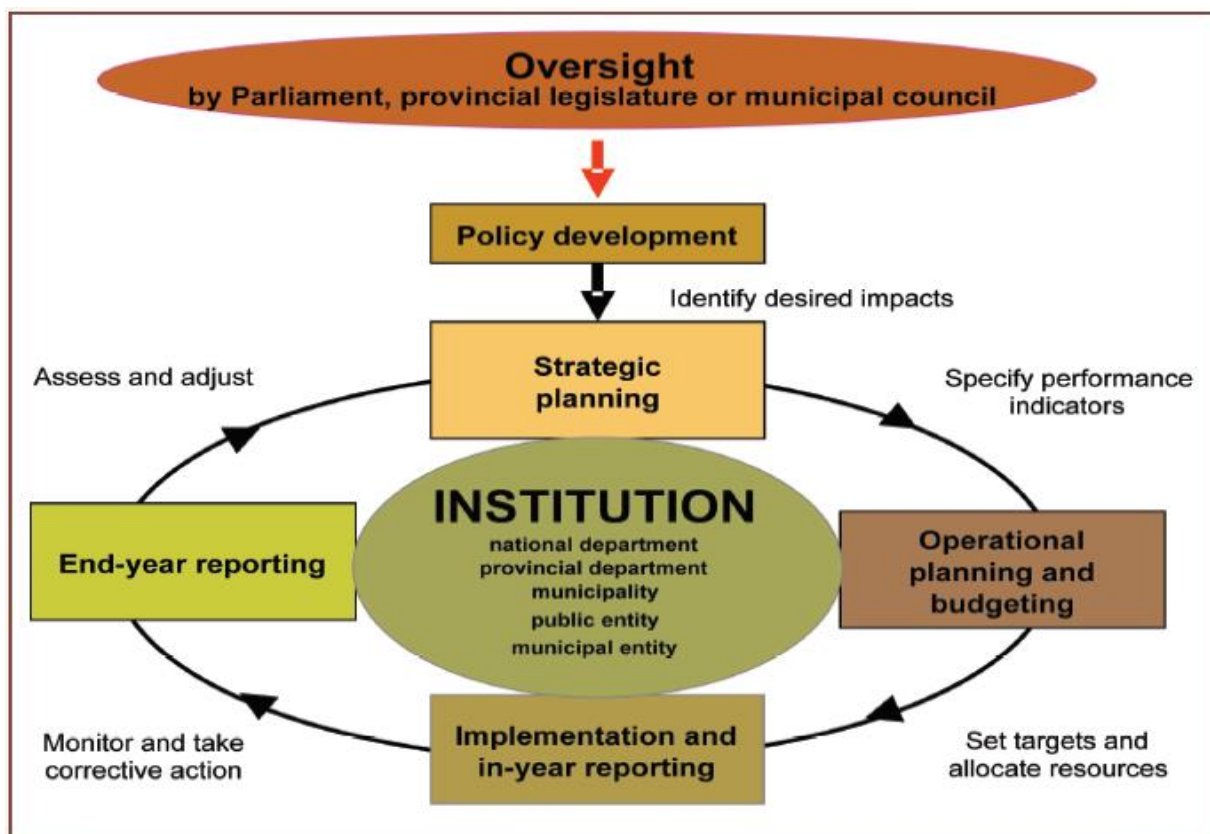 Oversight
by Parliament, provincial legislature or municipal council
Policy development
Identify desired impacts
Strategic
planning
Assess and adjust
Specify performance
indicators
INSTITUTION
national department
provincial department
municipality
public entity
municipal entity
End-year reporting
Operational
planning and
budgeting
Implementation and
in-year reporting
Monitor and take
corrective action
Set targets and
allocate resources